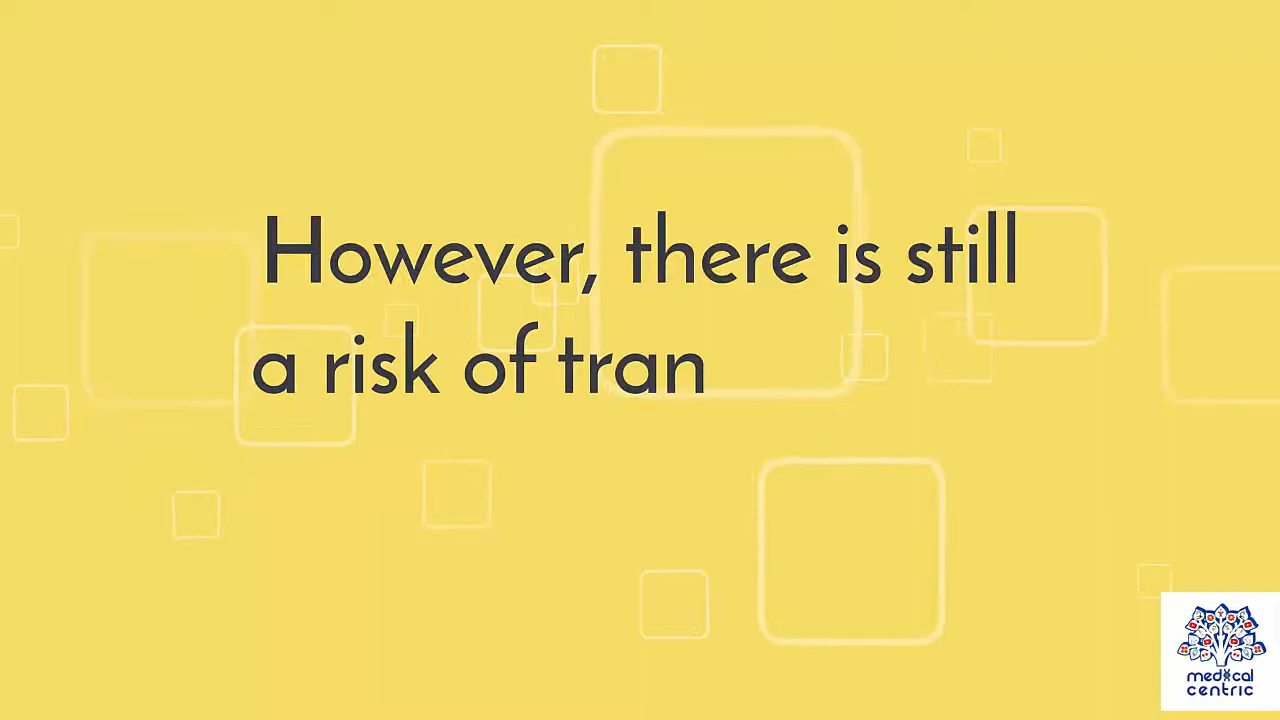 However, there is still
a risk of tran
medical
centric